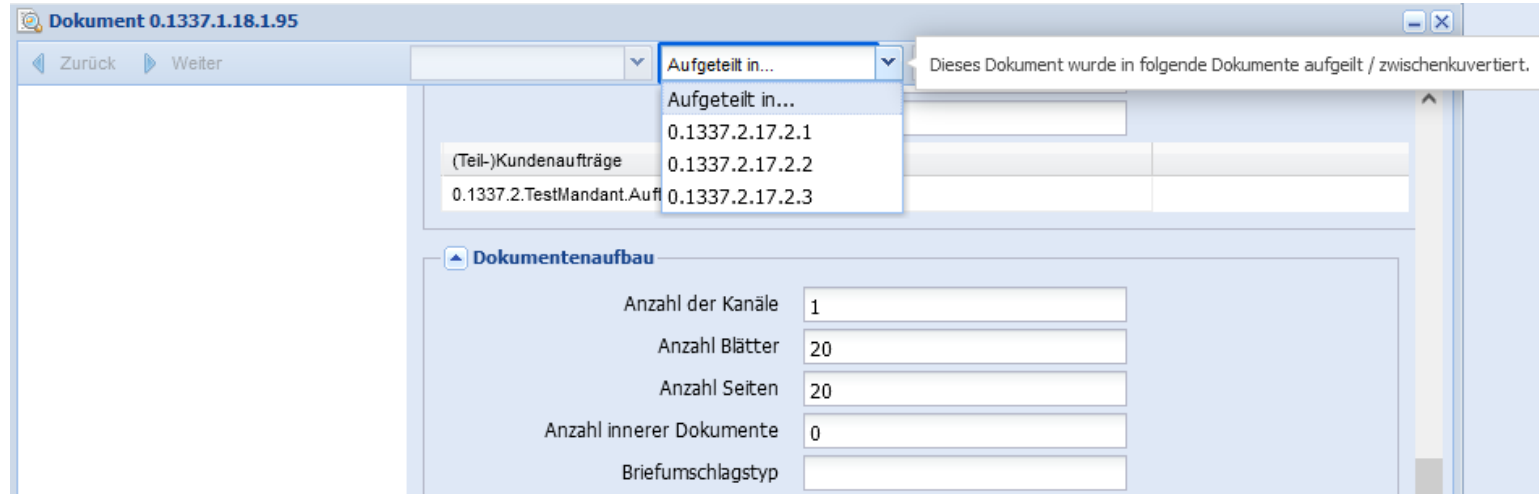 Dokument 0.1337.1.18.1.95
Zurück Weiter Aufgeteilt in... Dieses Dokument wurde in folgende Dokumente aufgeilt / zwischenkuvertiert.
Aufgeteilt in...
0.1337.2.17.2.1
(Teil-)Kundenaufträge
0.1337.2.17.2.2
0.1337.2.TestMandant.Auft
0.1337.2.17.2.3
Dokumentenaufbau
Anzahl der Kanäle 1
Anzahl Blätter 20
Anzahl Seiten 20
Anzahl innerer Dokumente 0
Briefumschlagstyp